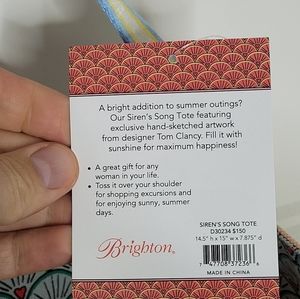 A bright addition to summer outings?
Our Siren's Song Tote featuring
exclusive hand-sketched artwork
from designer Tom Clancy. Fill it with
sunshine for maximum happiness!
• A great gift for any
woman in your life.
• Toss it over your shoulder
for shopping excursions and
for enjoying sunny, summer
days.
Brighton
SIREN'S SONG TOTE
D30234 $150
14.5" h x 15" w x 7.875" d
47708 37236
MADE IN CHINA